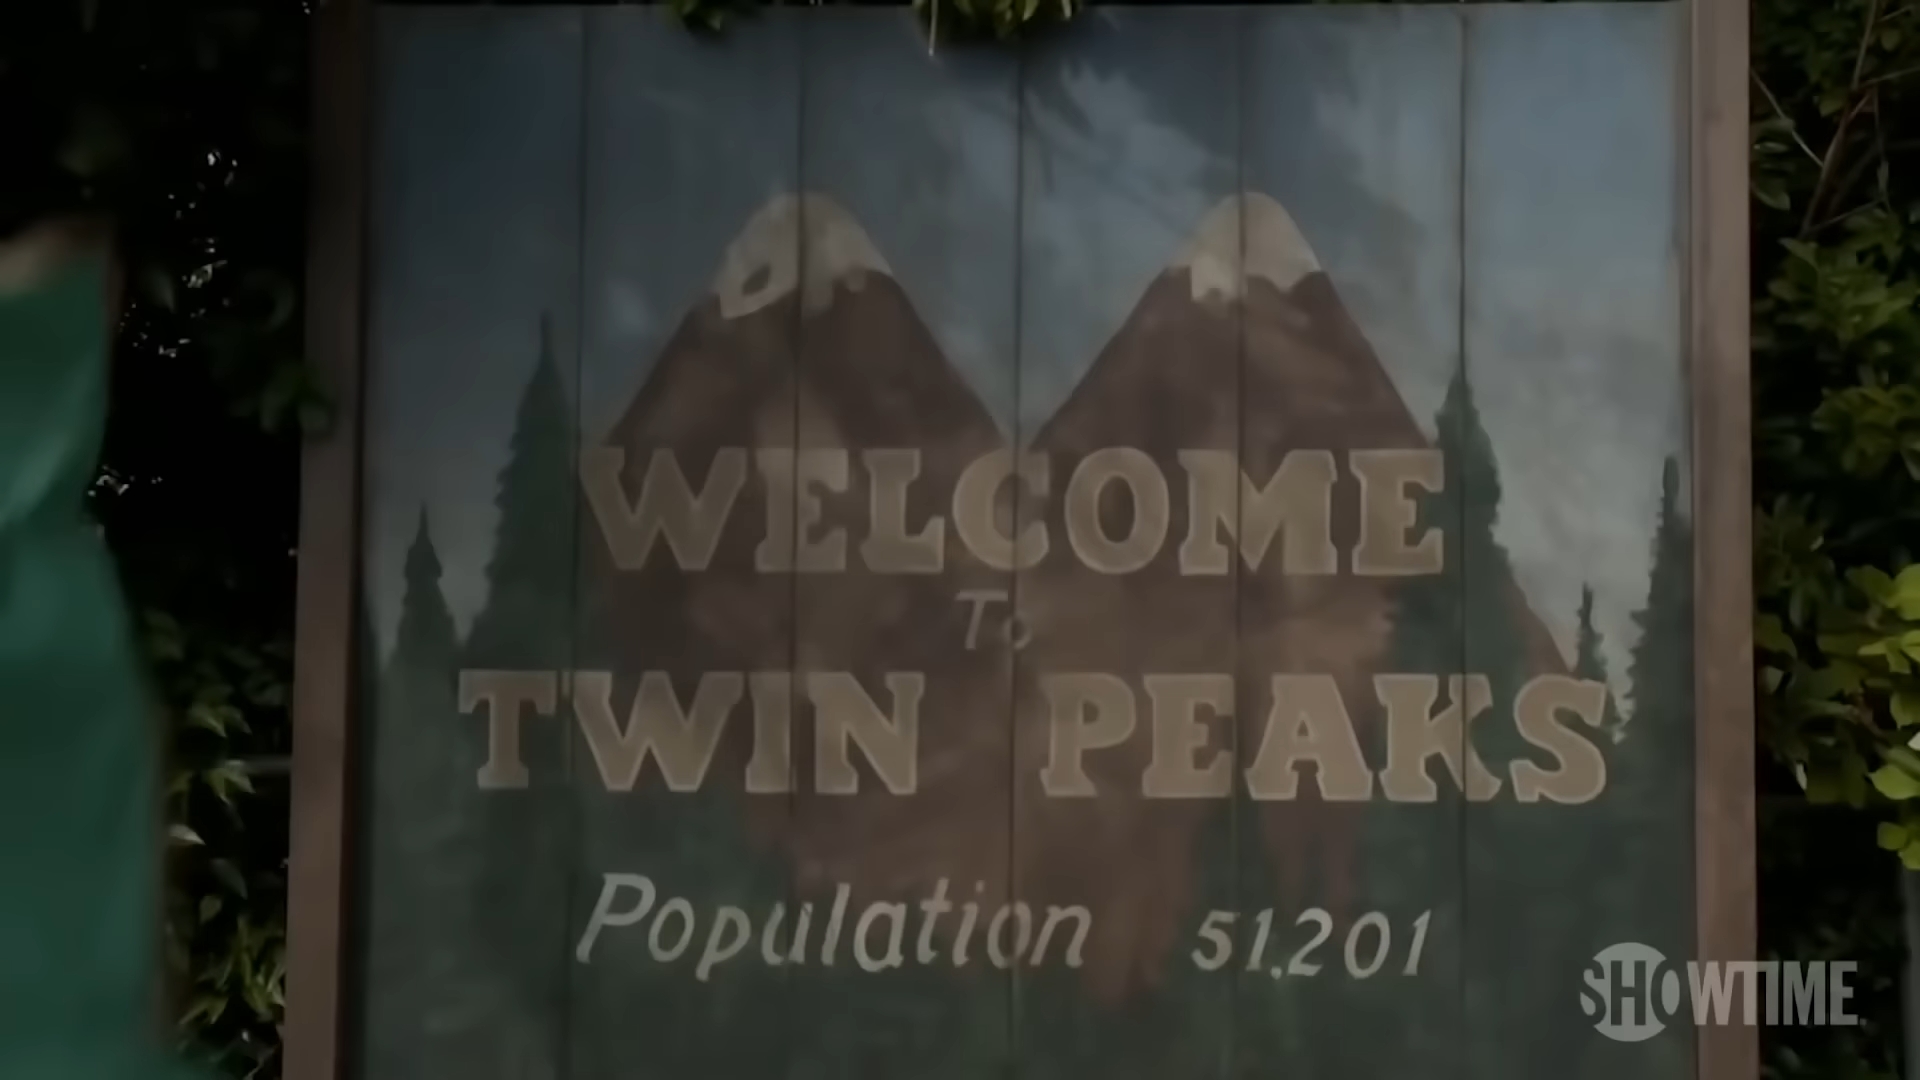 WELCOME
To
TWIN PEAKS
Population 51,201
SHOWTIME